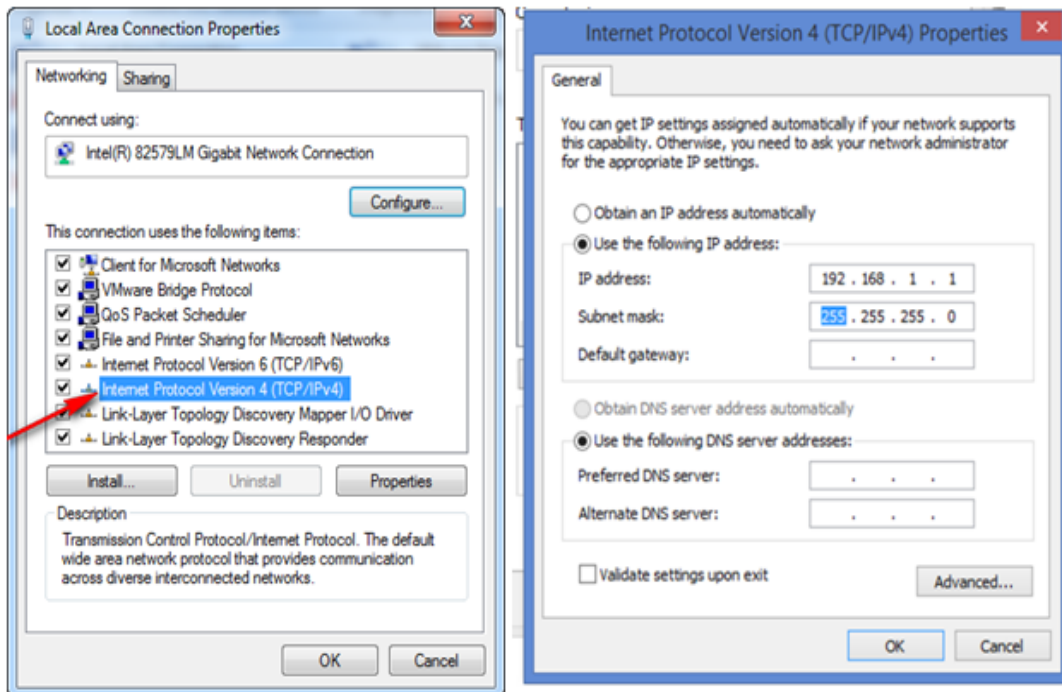 Local Area Connection Properties
Networking
Sharing
Connect using:
Intel(R) 82579LM Gigabit Network Connection
Configure...
This connection uses the following items:
Client for Microsoft Networks
VMware Bridge Protocol
QoS Packet Scheduler
File and Printer Sharing for Microsoft Networks
Internet Protocol Version 6 (TCP/IPv6)
Internet Protocol Version 4 (TCP/IPv4)
Link-Layer Topology Discovery Mapper I/O Driver
Link-Layer Topology Discovery Responder
Install...
Uninstall
Properties
Description
Transmission Control Protocol/Internet Protocol. The default
wide area network protocol that provides communication
across diverse interconnected networks.
OK
Cancel
Internet Protocol Version 4 (TCP/IPv4) Properties
General
You can get IP settings assigned automatically if your network supports
this capability. Otherwise, you need to ask your network administrator
for the appropriate IP settings.
Obtain an IP address automatically
Use the following IP address:
IP address: 192 . 168 . 1 . 1
Subnet mask: 255 . 255 . 255 . 0
Default gateway: . . .
Obtain DNS server address automatically
Use the following DNS server addresses:
Preferred DNS server: . . .
Alternate DNS server: . . .
Validate settings upon exit
Advanced...
OK
Cancel